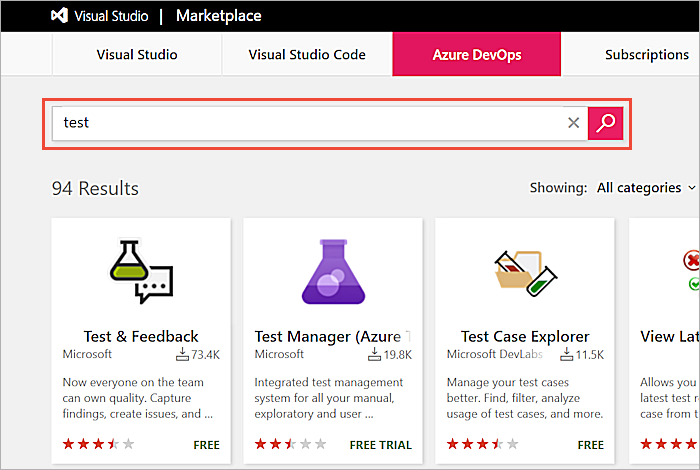 Visual Studio | Marketplace
Visual Studio
Visual Studio Code
Azure DevOps
Subscriptions
test
94 Results
Showing: All categories
Test & Feedback
Microsoft 73.4K
Now everyone on the team
can own quality. Capture
findings, create issues, and ...
FREE
Test Manager (Azure
Microsoft 19.8K
Integrated test management
system for all your manual,
exploratory and user ...
FREE TRIAL
Test Case Explorer
Microsoft DevLabs 11.5K
Manage your test cases
better. Find, filter, analyze
usage of test cases, and more.
FREE
View Lat
Microsoft
Allows you
latest test re
case from t